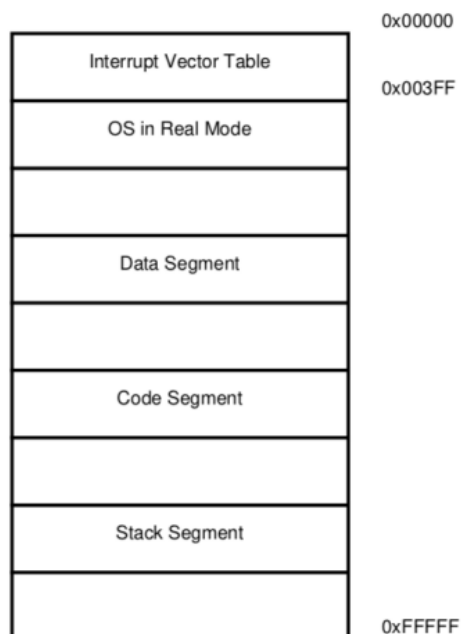 0x00000
Interrupt Vector Table
0x003FF
OS in Real Mode
Data Segment
Code Segment
Stack Segment
0xFFFFF